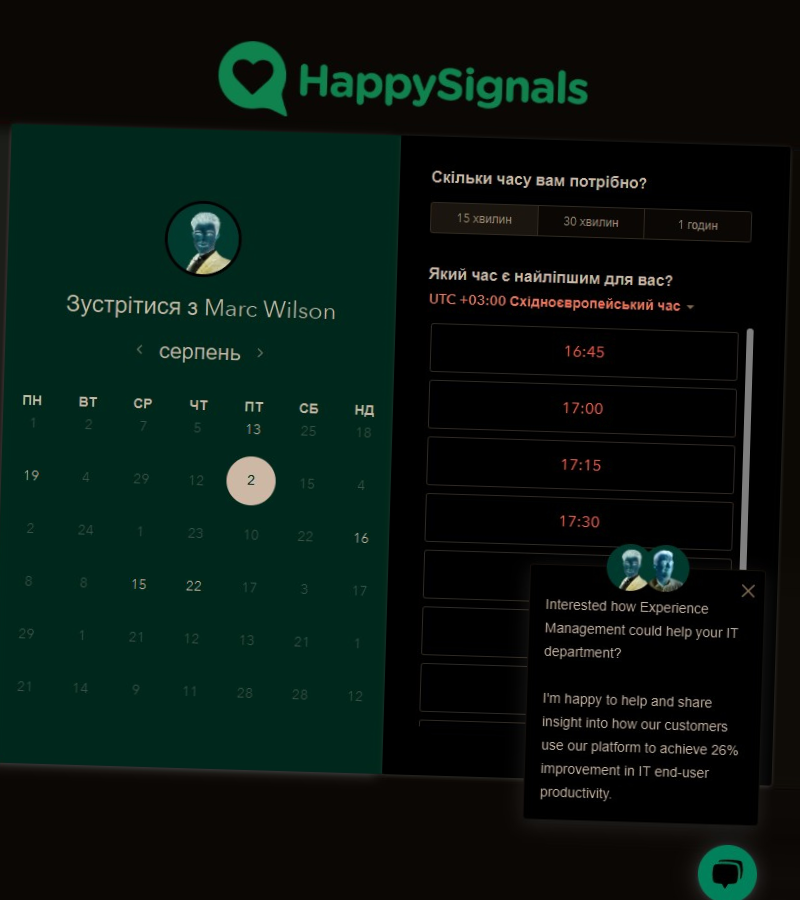 HappySignals
Зустрітися з Marc Wilson
серпень
ПН ВТ СР ЧТ ПТ СБ НД
1 2 7 5 13 25 18
19 4 29 12 2 15 4
2 24 1 23 10 22 16
8 8 15 22 17 3 17
29 1 21 12 13 21 1
21 14 9 11 28 28 12
Скільки часу вам потрібно?
15 хвилин 30 хвилин 1 годин
Який час є найліпшим для вас?
UTC +03:00 Східноєвропейський час
16:45
17:00
17:15
17:30
Interested how Experience
Management could help your IT
department?
I'm happy to help and share
insight into how our customers
use our platform to achieve 26%
improvement in IT end-user
productivity.